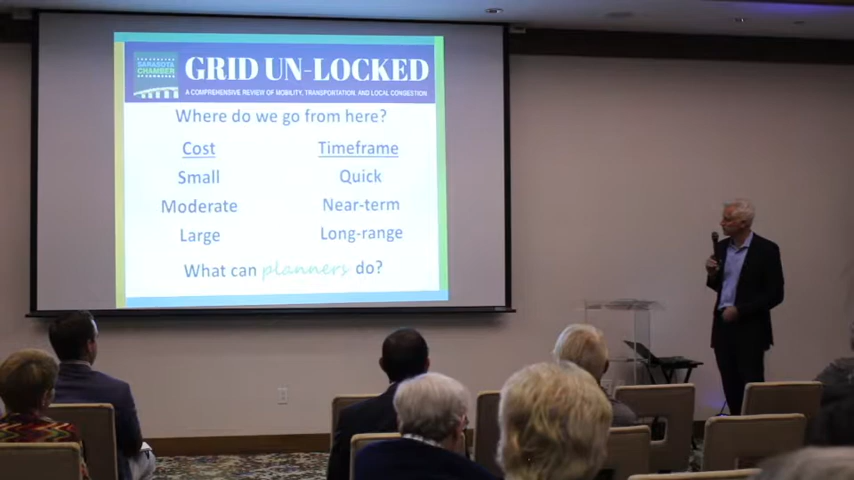 SARASOTA
CHAMBER
GRID UN-LOCKED
A COMPREHENSIVE REVIEW OF MOBILITY, TRANSPORTATION, AND LOCAL CONGESTION
Where do we go from here?
Cost Timeframe
Small Quick
Moderate Near-term
Large Long-range
What can planners do?